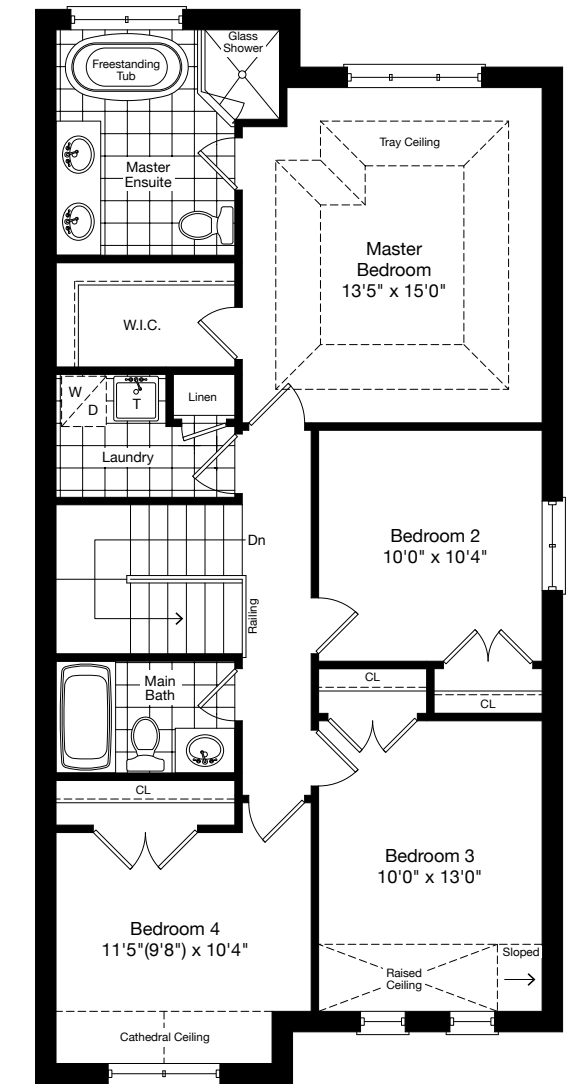 Glass
Shower
Freestanding
Tub
Tray Ceiling
Master
Ensuite
Master
Bedroom
13'5" x 15'0"
W.I.C.
W
D
T
Linen
Laundry
Bedroom 2
10'0" x 10'4"
Dn
Railing
Main
Bath
CL
CL
CL
Bedroom 3
10'0" x 13'0"
Bedroom 4
11'5"(9'8") x 10'4"
Sloped
Raised
Ceiling
Cathedral Ceiling